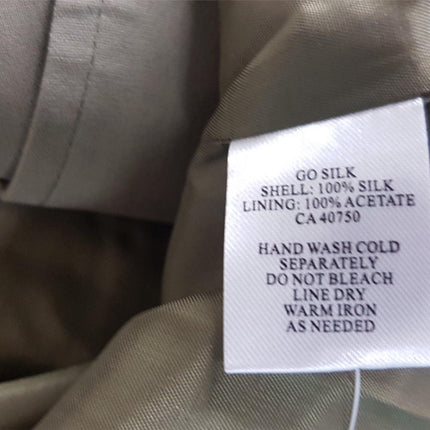 GO SILK
SHELL: 100% SILK
LINING: 100% ACETATE
CA 40750
HAND WASH COLD
SEPARATELY
DO NOT BLEACH
LINE DRY
WARM IRON
AS NEEDED